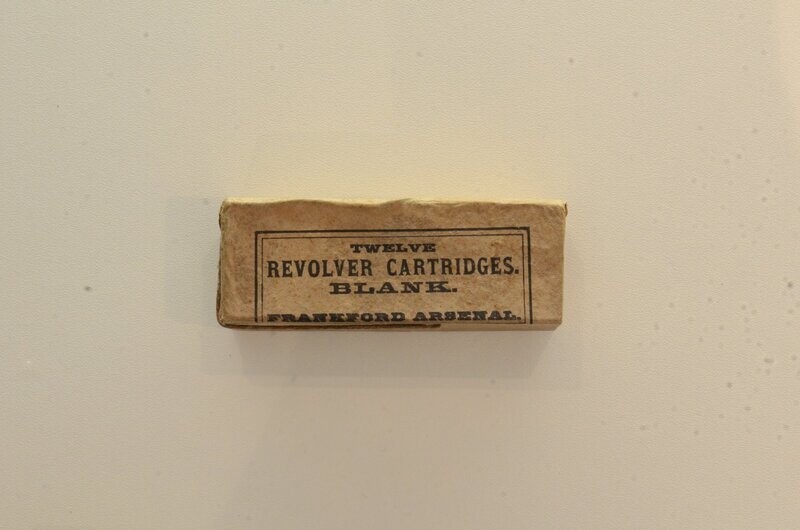 TWELVE
REVOLVER CARTRIDGES.
BLANK.
FRANKFORD ARSENAL.